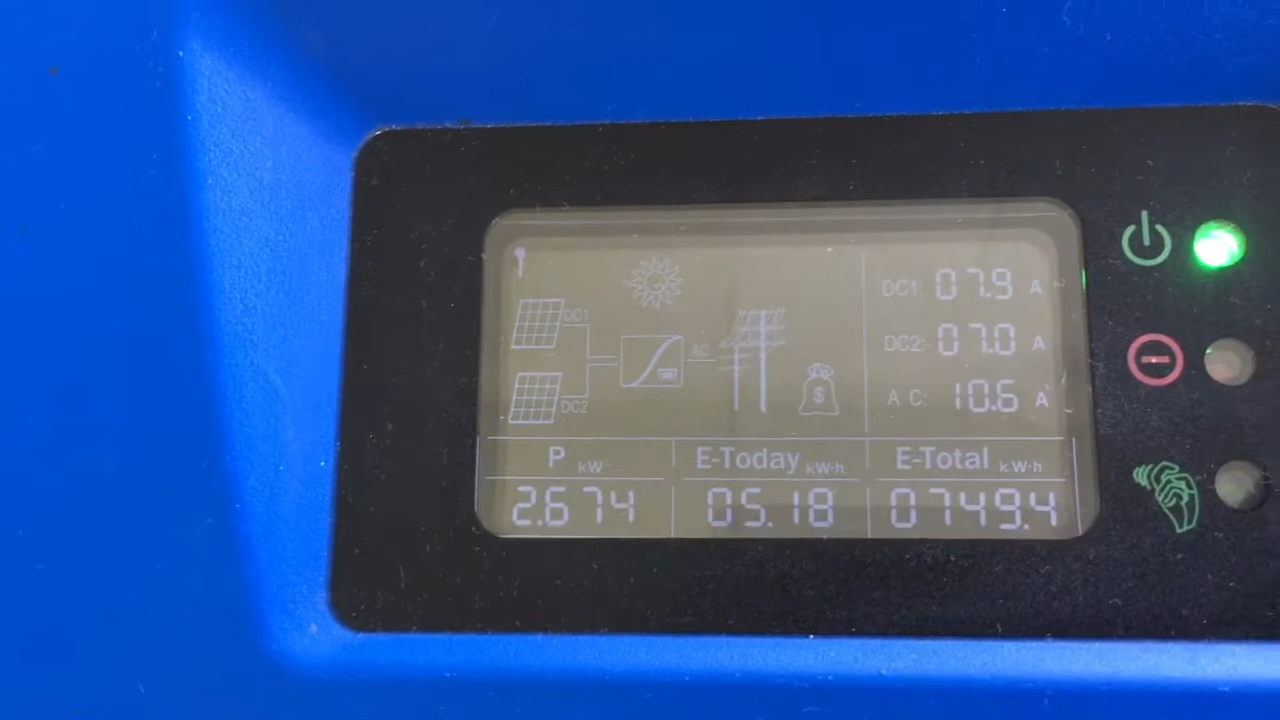 DC1
DC2
AC
$
DC1: 07.9 A
DC2: 07.0 A
A C: 10.6 A
P kW
E-Today kW·h
E-Total kW·h
2.674
05.18
0749.4